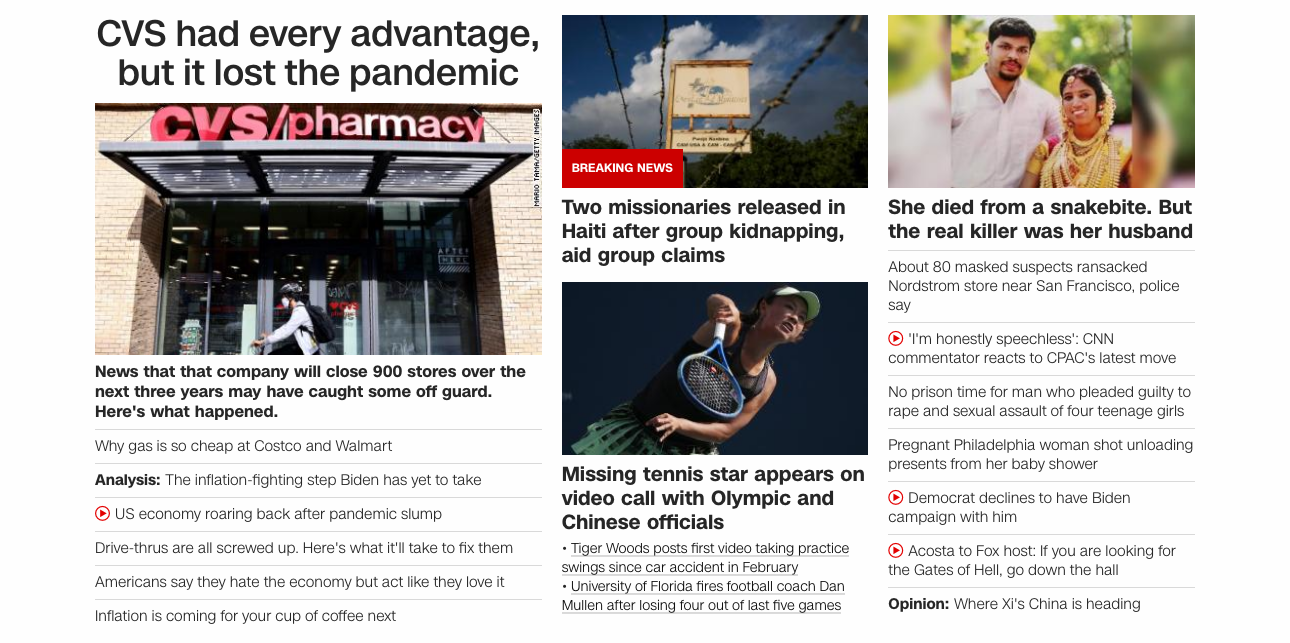 CVS had every advantage,
but it lost the pandemic
CVS/pharmacy
MARIO TAMA/GETTY IMAGES
News that that company will close 900 stores over the
next three years may have caught some off guard.
Here's what happened.
Why gas is so cheap at Costco and Walmart
Analysis: The inflation-fighting step Biden has yet to take
US economy roaring back after pandemic slump
Drive-thrus are all screwed up. Here's what it'll take to fix them
Americans say they hate the economy but act like they love it
Inflation is coming for your cup of coffee next
BREAKING NEWS
Two missionaries released in
Haiti after group kidnapping,
aid group claims
Missing tennis star appears on
video call with Olympic and
Chinese officials
• Tiger Woods posts first video taking practice
swings since car accident in February
• University of Florida fires football coach Dan
Mullen after losing four out of last five games
She died from a snakebite. But
the real killer was her husband
About 80 masked suspects ransacked
Nordstrom store near San Francisco, police
say
'I'm honestly speechless': CNN
commentator reacts to CPAC's latest move
No prison time for man who pleaded guilty to
rape and sexual assault of four teenage girls
Pregnant Philadelphia woman shot unloading
presents from her baby shower
Democrat declines to have Biden
campaign with him
Acosta to Fox host: If you are looking for
the Gates of Hell, go down the hall
Opinion: Where Xi's China is heading